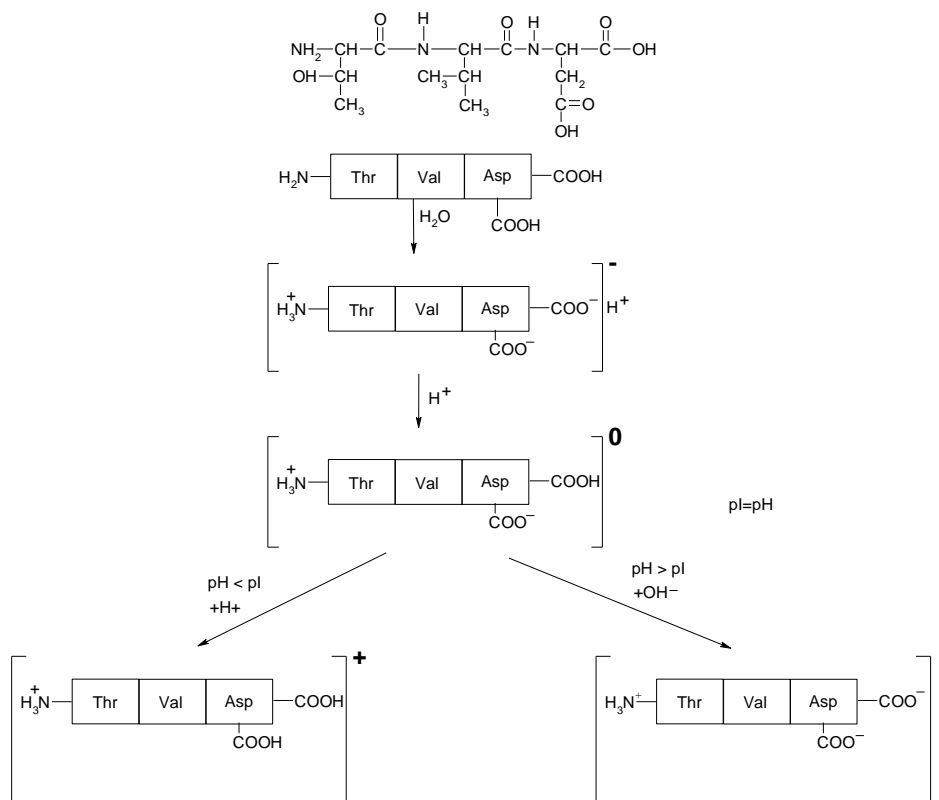 O H O H O
NH2 CH C N CH C N CH C OH
OH CH CH3 CH CH2
CH3 CH3 C O
OH
H2N Thr Val Asp COOH
COOH
H2O
-
H3N+ Thr Val Asp COO– H+
COO–
H+
0
H3N+ Thr Val Asp COOH
COO–
pI=pH
pH < pI pH > pI
+H+ +OH–
+
H3N+ Thr Val Asp COOH H3N+ Thr Val Asp COO–
COOH COO–